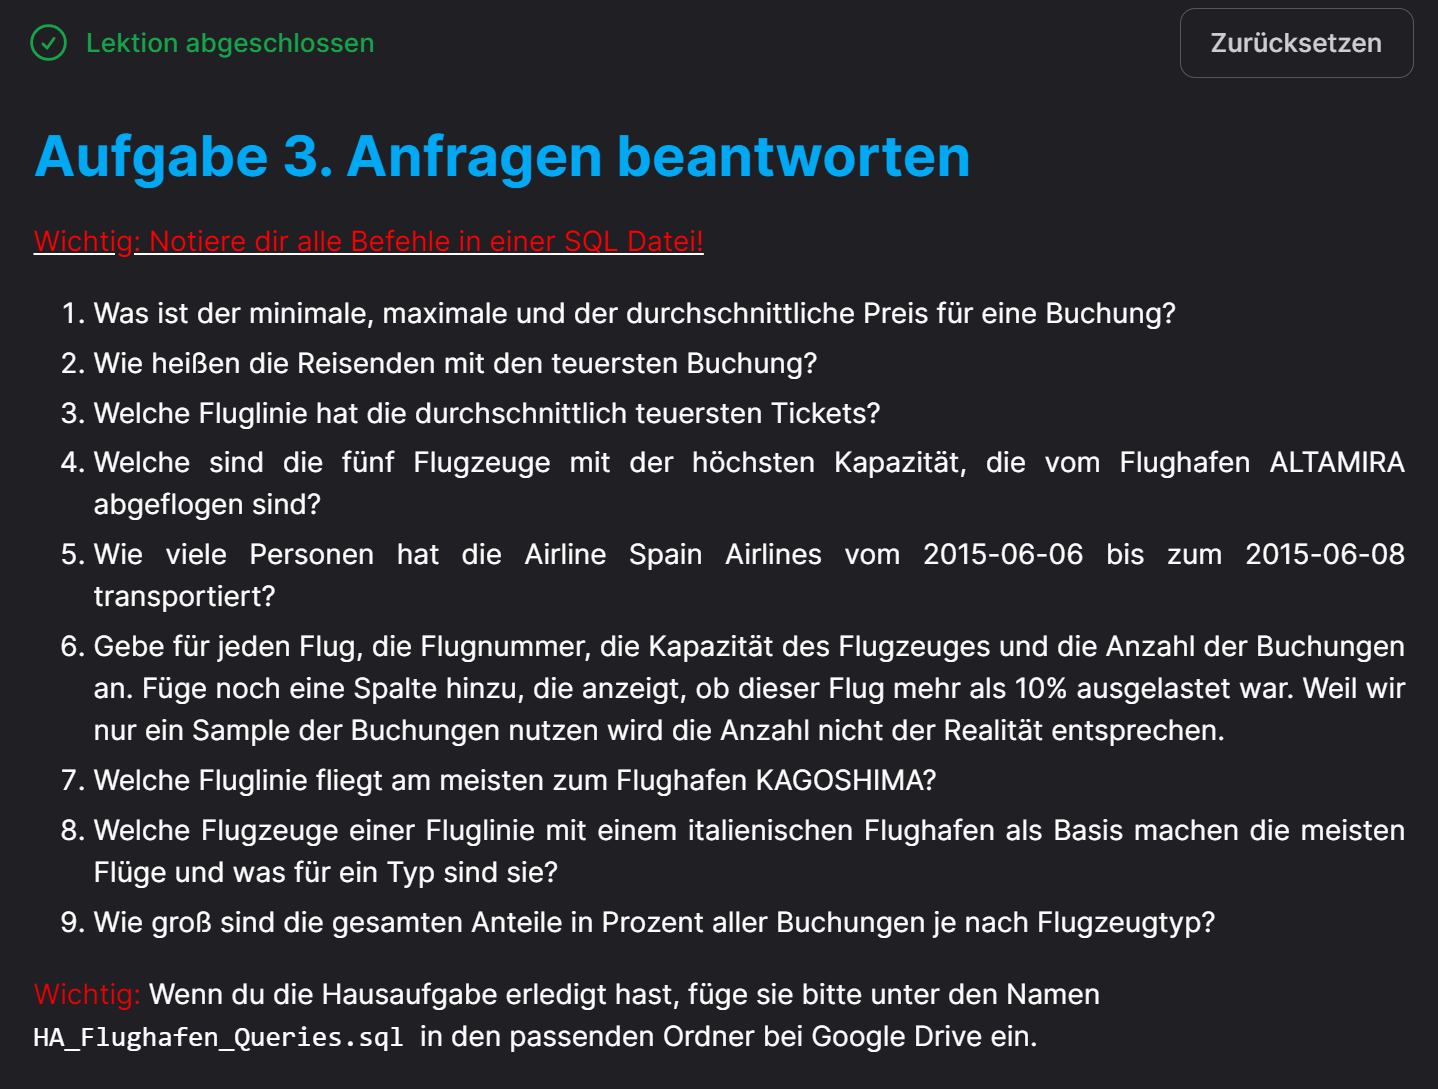 Lektion abgeschlossen
Zurücksetzen
Aufgabe 3. Anfragen beantworten
Wichtig: Notiere dir alle Befehle in einer SQL Datei!
1. Was ist der minimale, maximale und der durchschnittliche Preis für eine Buchung?
2. Wie heißen die Reisenden mit den teuersten Buchung?
3. Welche Fluglinie hat die durchschnittlich teuersten Tickets?
4. Welche sind die fünf Flugzeuge mit der höchsten Kapazität, die vom Flughafen ALTAMIRA
abgeflogen sind?
5. Wie viele Personen hat die Airline Spain Airlines vom 2015-06-06 bis zum 2015-06-08
transportiert?
6. Gebe für jeden Flug, die Flugnummer, die Kapazität des Flugzeuges und die Anzahl der Buchungen
an. Füge noch eine Spalte hinzu, die anzeigt, ob dieser Flug mehr als 10% ausgelastet war. Weil wir
nur ein Sample der Buchungen nutzen wird die Anzahl nicht der Realität entsprechen.
7. Welche Fluglinie fliegt am meisten zum Flughafen KAGOSHIMA?
8. Welche Flugzeuge einer Fluglinie mit einem italienischen Flughafen als Basis machen die meisten
Flüge und was für ein Typ sind sie?
9. Wie groß sind die gesamten Anteile in Prozent aller Buchungen je nach Flugzeugtyp?
Wichtig: Wenn du die Hausaufgabe erledigt hast, füge sie bitte unter den Namen
HA_Flughafen_Queries.sql in den passenden Ordner bei Google Drive ein.